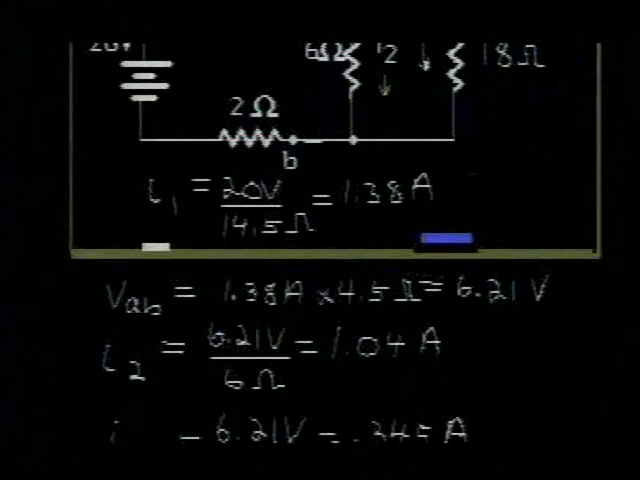 20V 6Ω i2 18Ω
2Ω
b
i1 = 20V = 1.38A
14.5Ω
Vab = 1.38A x 4.5Ω = 6.21V
i2 = 6.21V = 1.04A
6Ω
i = 6.21V = .345A